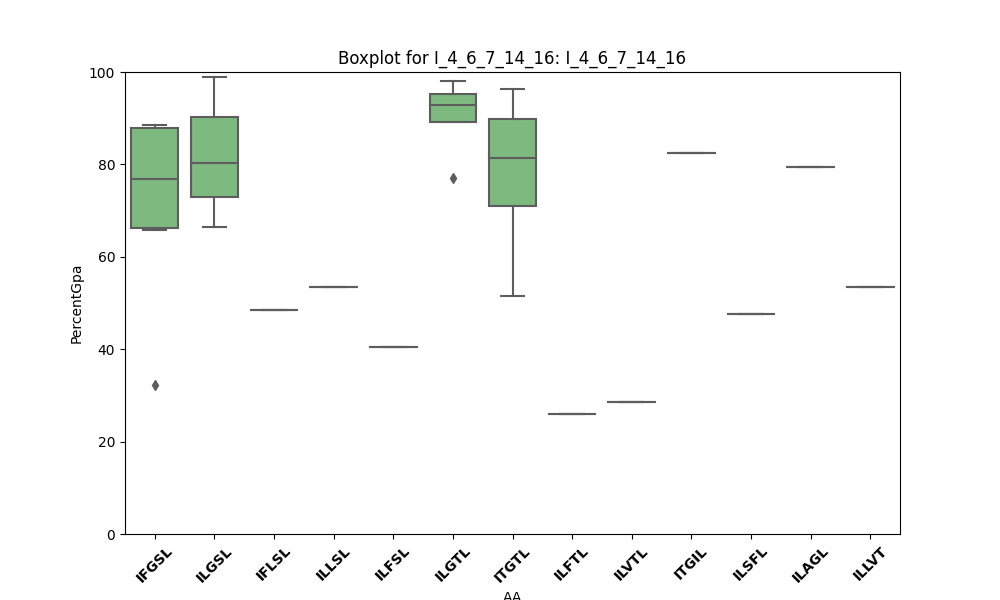 Boxplot for I_4_6_7_14_16: I_4_6_7_14_16
100
80
60
40
20
0
PercentGpa
IFGSL
ILGSL
IFLSL
ILLSL
ILFSL
ILGTL
ITGTL
ILFTL
ILVTL
ITGIL
ILSFL
ILAGL
ILLVT
AA